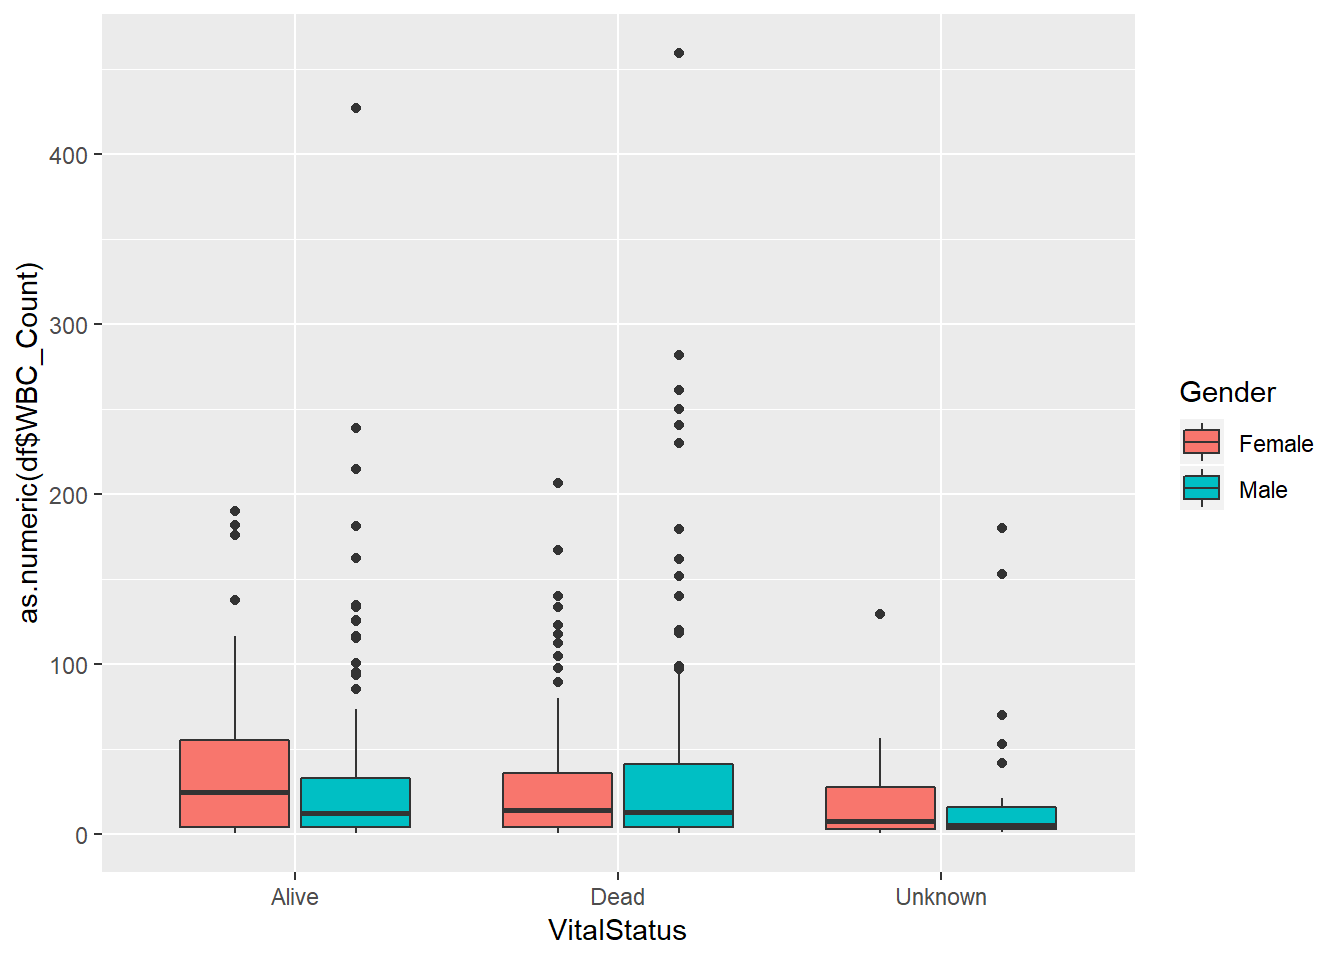 as.numeric(df$WBC_Count)
400
300
200
100
0
Alive Dead Unknown
VitalStatus
Gender
Female
Male